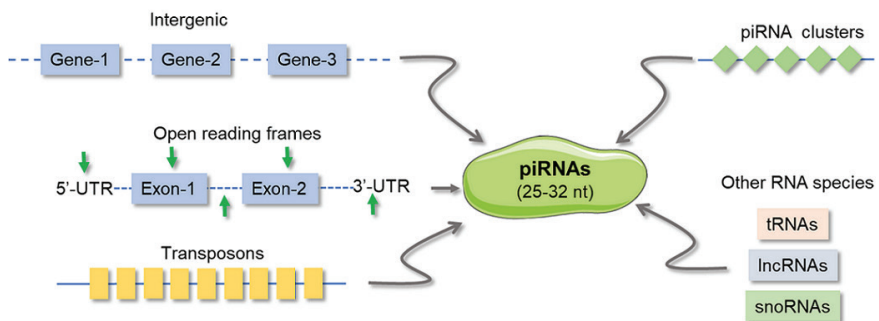 Intergenic
Gene-1 Gene-2 Gene-3
Open reading frames
5'-UTR Exon-1 Exon-2 3'-UTR
Transposons
piRNAs
(25-32 nt)
piRNA clusters
Other RNA species
tRNAs
lncRNAs
snoRNAs